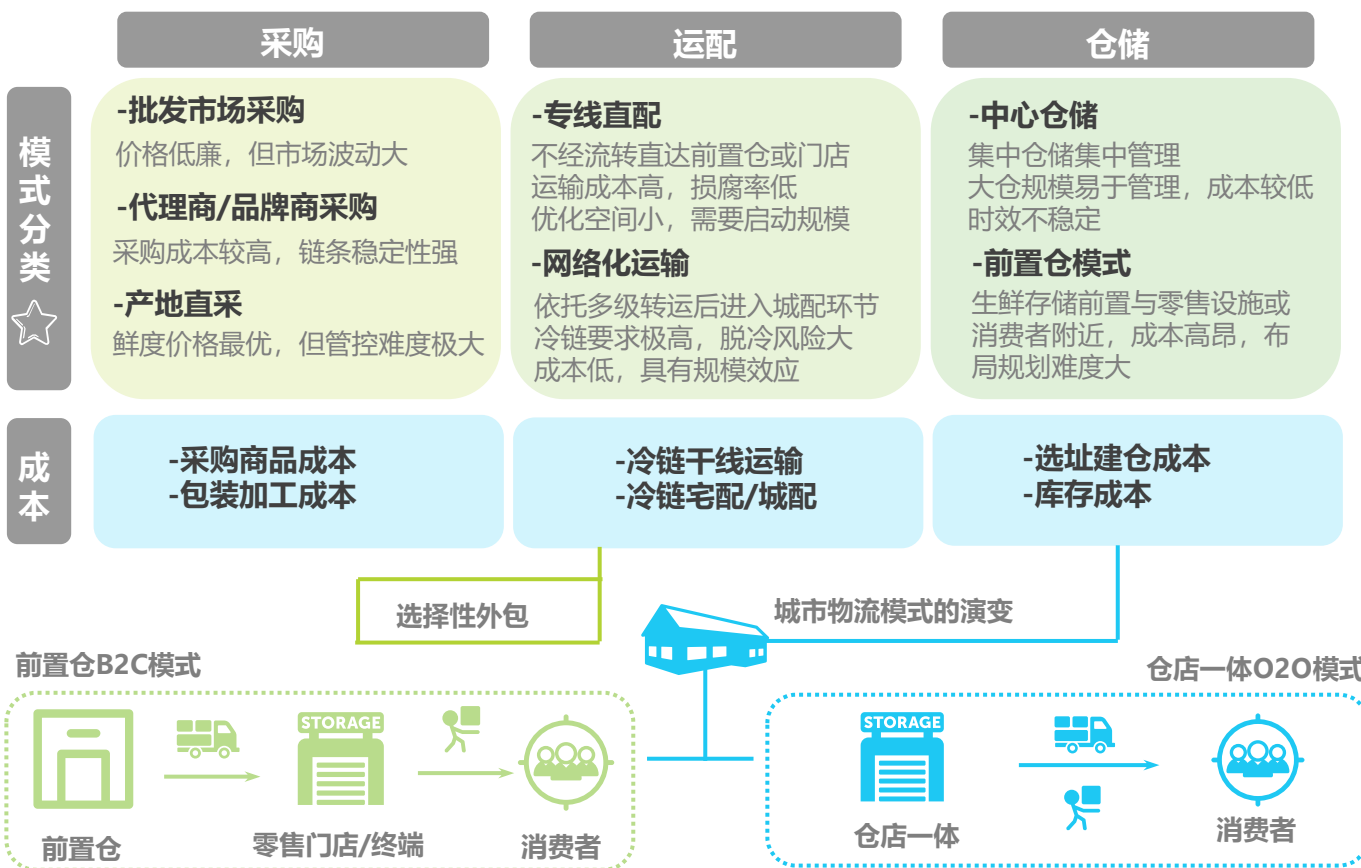 采购
运配
仓储
模式分类
-批发市场采购
价格低廉，但市场波动大
-代理商/品牌商采购
采购成本较高，链条稳定性强
-产地直采
鲜度价格最优，但管控难度极大
-专线直配
不经流转直达前置仓或门店
运输成本高，损腐率低
优化空间小，需要启动规模
-网络化运输
依托多级转运后进入城配环节
冷链要求极高，脱冷风险大
成本低，具有规模效应
-中心仓储
集中仓储集中管理
大仓规模易于管理，成本较低
时效不稳定
-前置仓模式
生鲜存储前置与零售设施或
消费者附近，成本高昂，布
局规划难度大
成本
-采购商品成本
-包装加工成本
-冷链干线运输
-冷链宅配/城配
-选址建仓成本
-库存成本
选择性外包
城市物流模式的演变
前置仓B2C模式
仓店一体O2O模式
STORAGE
STORAGE
前置仓
零售门店/终端
消费者
仓店一体
消费者